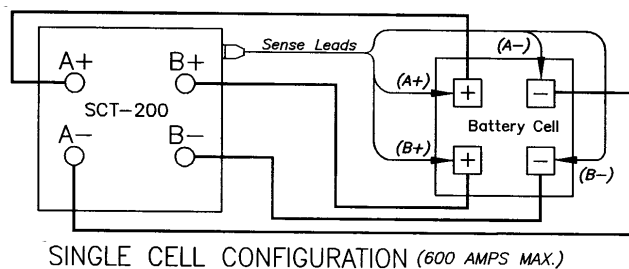 A+
B+
Sense Leads
(A-)
SCT-200
(A+)
+
-
Battery Cell
A-
B-
(B+)
+
-
(B-)
SINGLE CELL CONFIGURATION (600 AMPS MAX.)